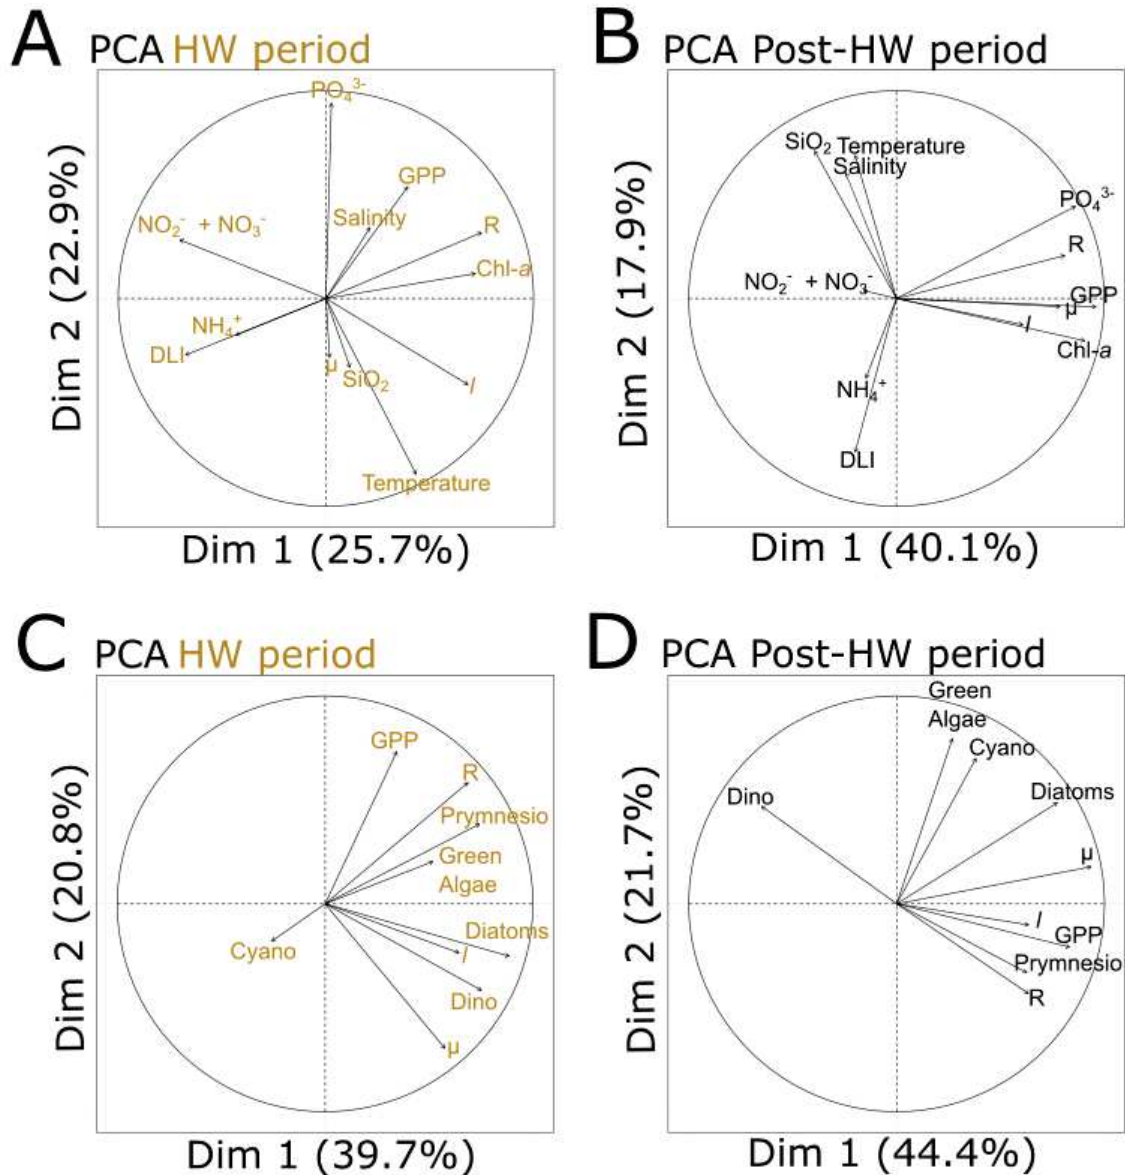 A PCA HW period
PO₄³⁻
GPP
Salinity
NO₂⁻ + NO₃⁻
R
Chl-a
NH₄⁺
DLI
μ
SiO₂
l
Temperature
Dim 2 (22.9%)
Dim 1 (25.7%)
B PCA Post-HW period
SiO₂ Temperature
Salinity
PO₄³⁻
R
NO₂⁻ + NO₃⁻
GPP
μ
l
Chl-a
NH₄⁺
DLI
Dim 2 (17.9%)
Dim 1 (40.1%)
C PCA HW period
GPP
R
Prymnesio
Green
Algae
Diatoms
Cyano
l
Dino
μ
Dim 2 (20.8%)
Dim 1 (39.7%)
D PCA Post-HW period
Green
Algae
Cyano
Dino
Diatoms
μ
l
GPP
Prymnesio
R
Dim 2 (21.7%)
Dim 1 (44.4%)